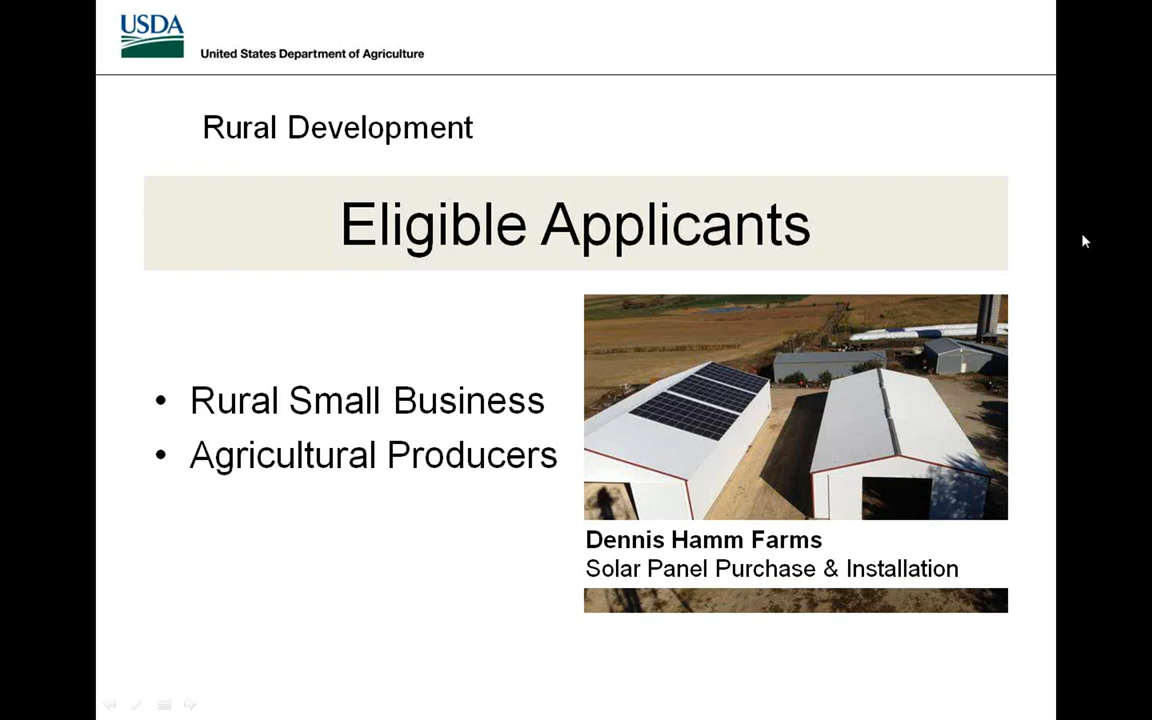 USDA
United States Department of Agriculture
Rural Development
Eligible Applicants
• Rural Small Business
• Agricultural Producers
Dennis Hamm Farms
Solar Panel Purchase & Installation